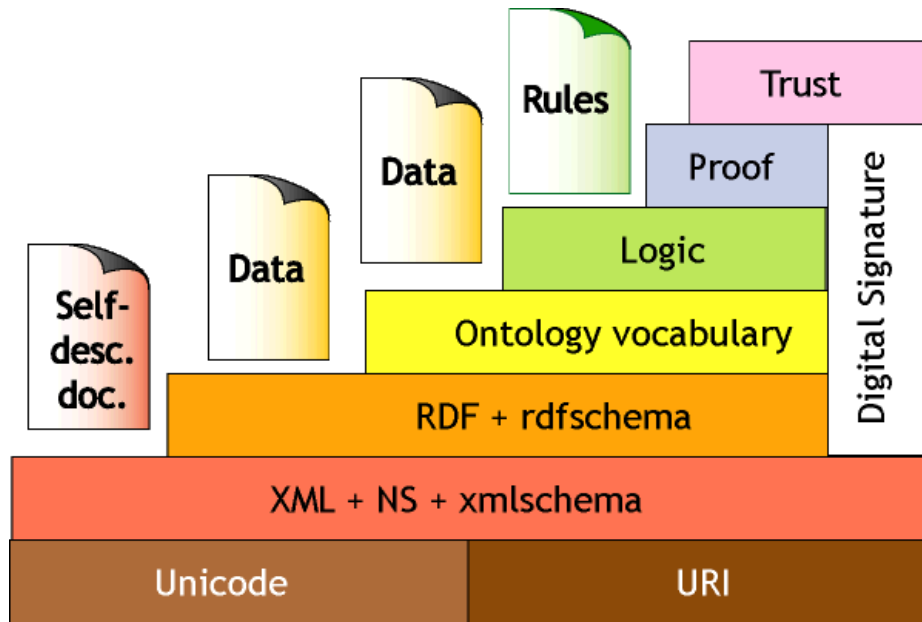 Rules
Trust
Data
Proof
Data
Logic
Digital Signature
Self-
desc.
doc.
Ontology vocabulary
RDF + rdfschema
XML + NS + xmlschema
Unicode
URI